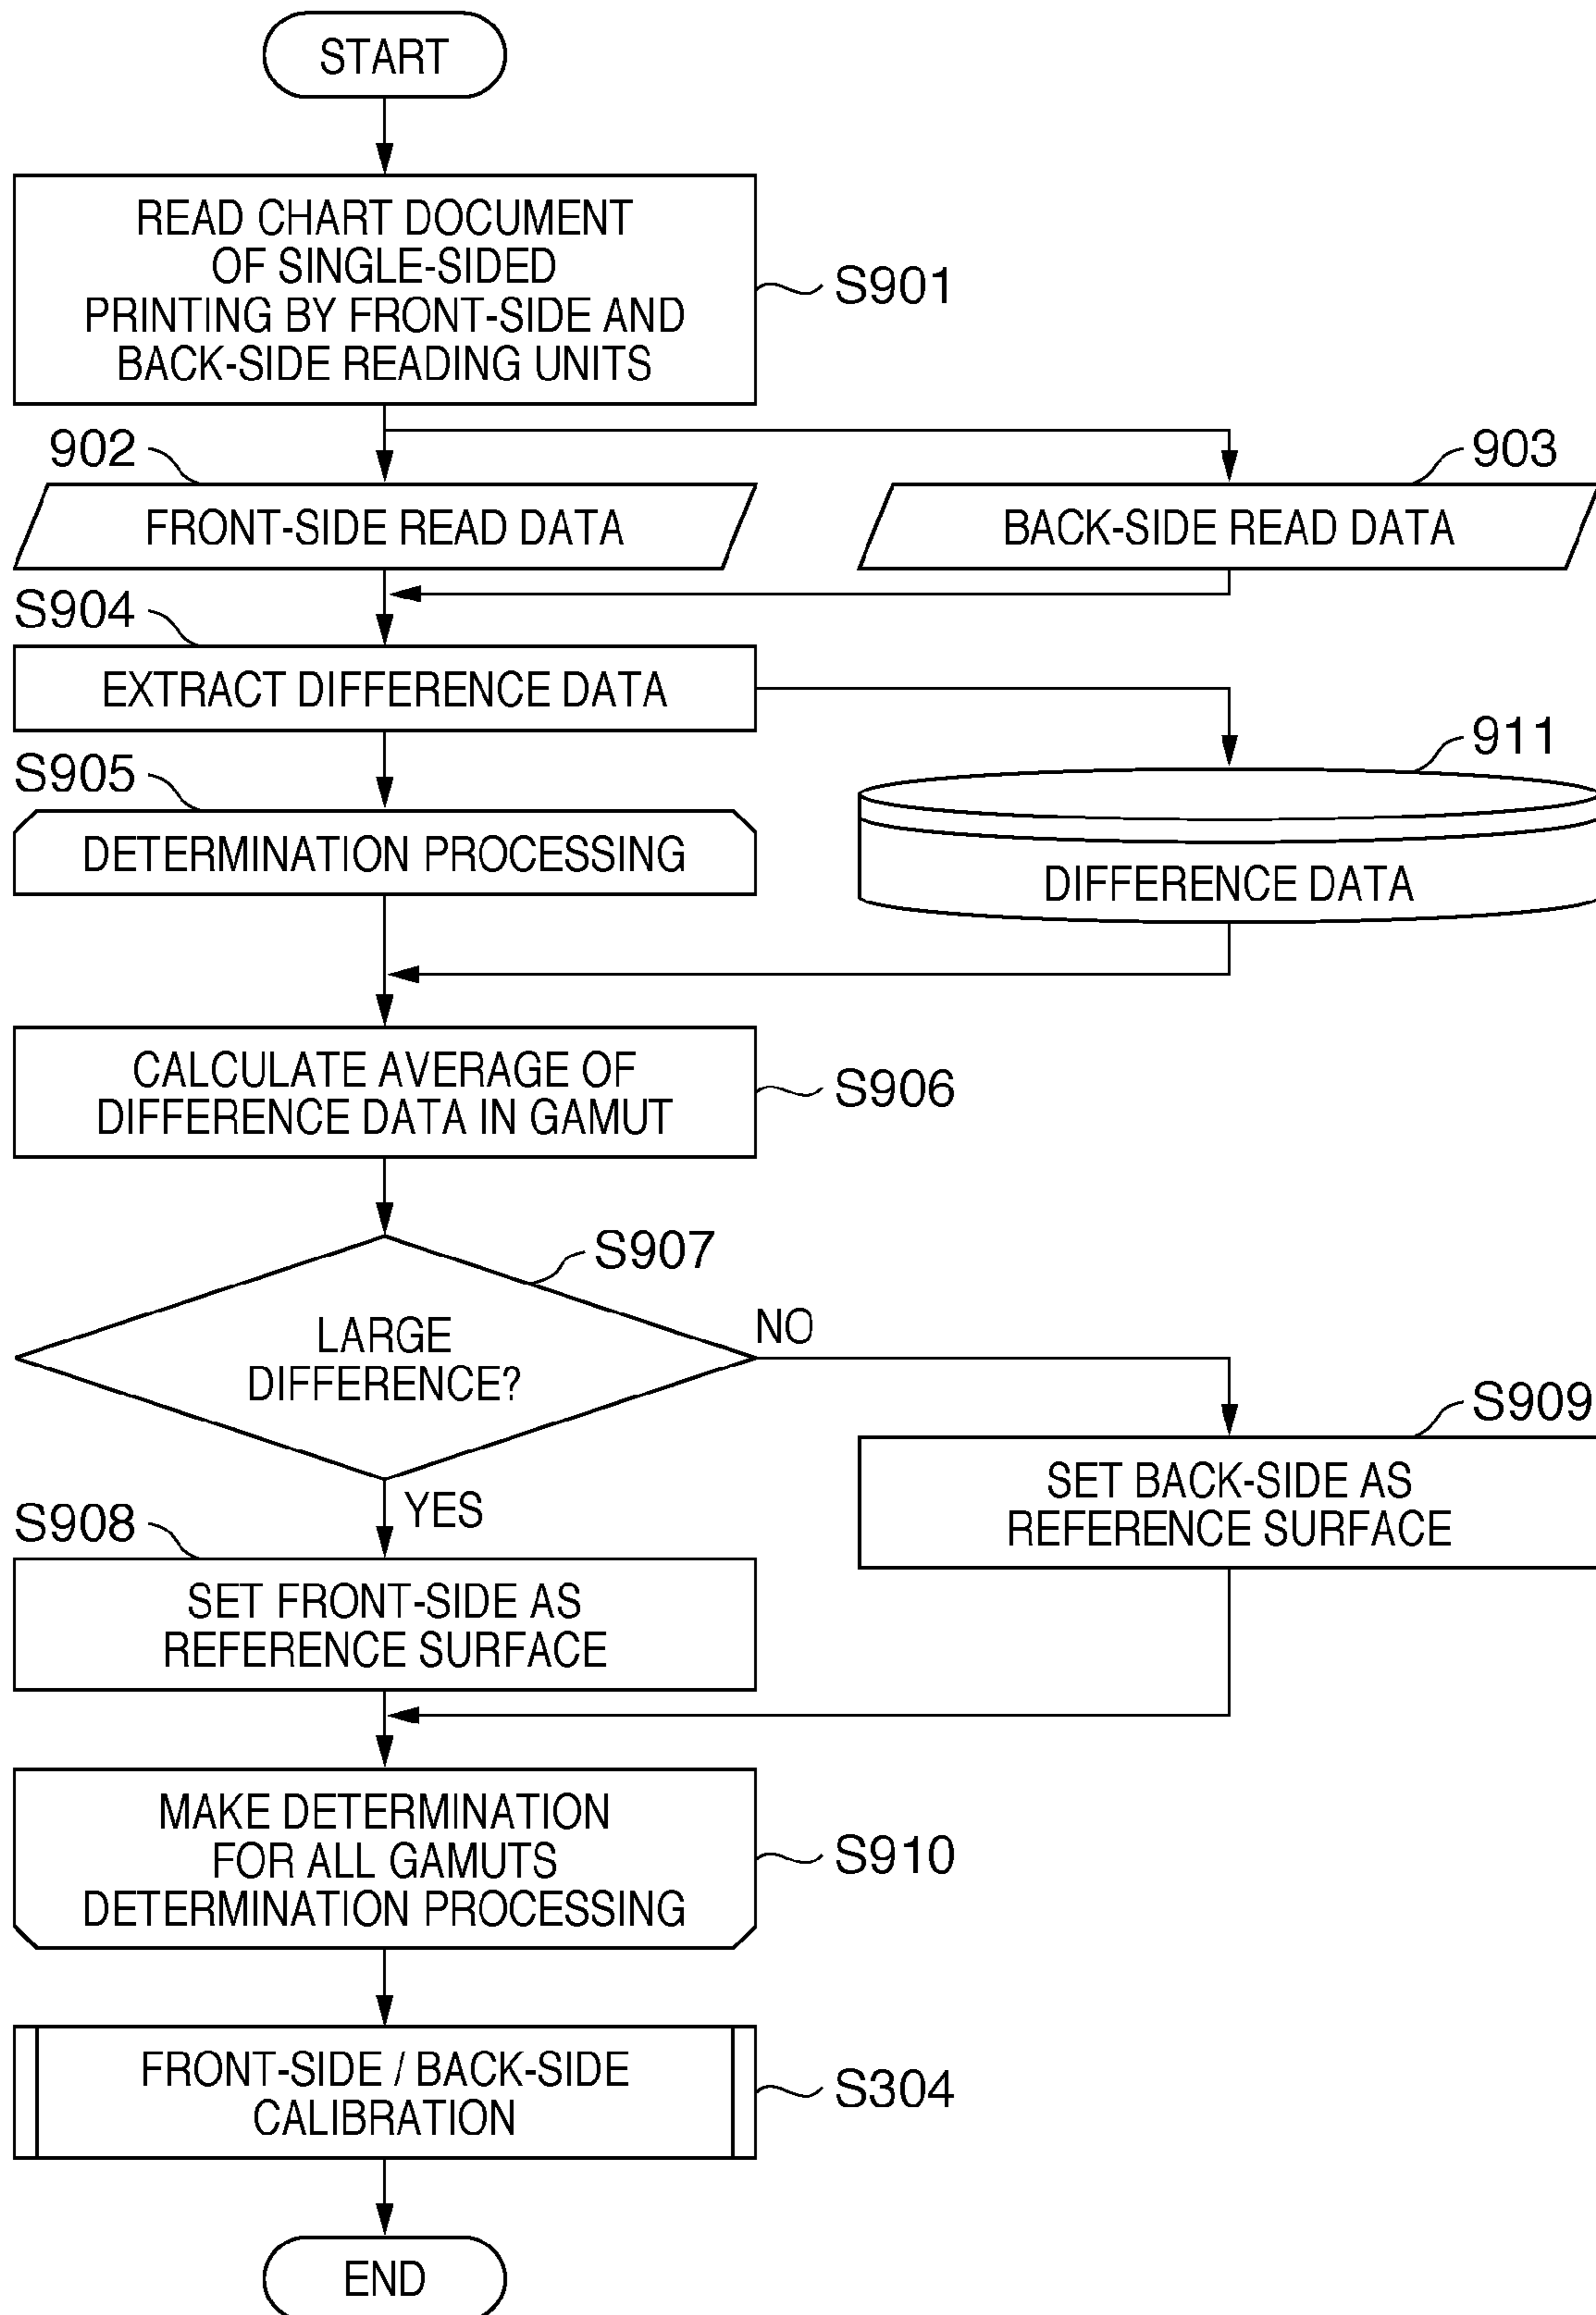 START
READ CHART DOCUMENT
OF SINGLE-SIDED
PRINTING BY FRONT-SIDE AND
BACK-SIDE READING UNITS
S901
902
903
FRONT-SIDE READ DATA
BACK-SIDE READ DATA
S904
EXTRACT DIFFERENCE DATA
911
S905
DETERMINATION PROCESSING
DIFFERENCE DATA
CALCULATE AVERAGE OF
DIFFERENCE DATA IN GAMUT
S906
S907
LARGE
DIFFERENCE?
NO
YES
S909
SET BACK-SIDE AS
REFERENCE SURFACE
S908
SET FRONT-SIDE AS
REFERENCE SURFACE
MAKE DETERMINATION
FOR ALL GAMUTS
DETERMINATION PROCESSING
S910
FRONT-SIDE / BACK-SIDE
CALIBRATION
S304
END